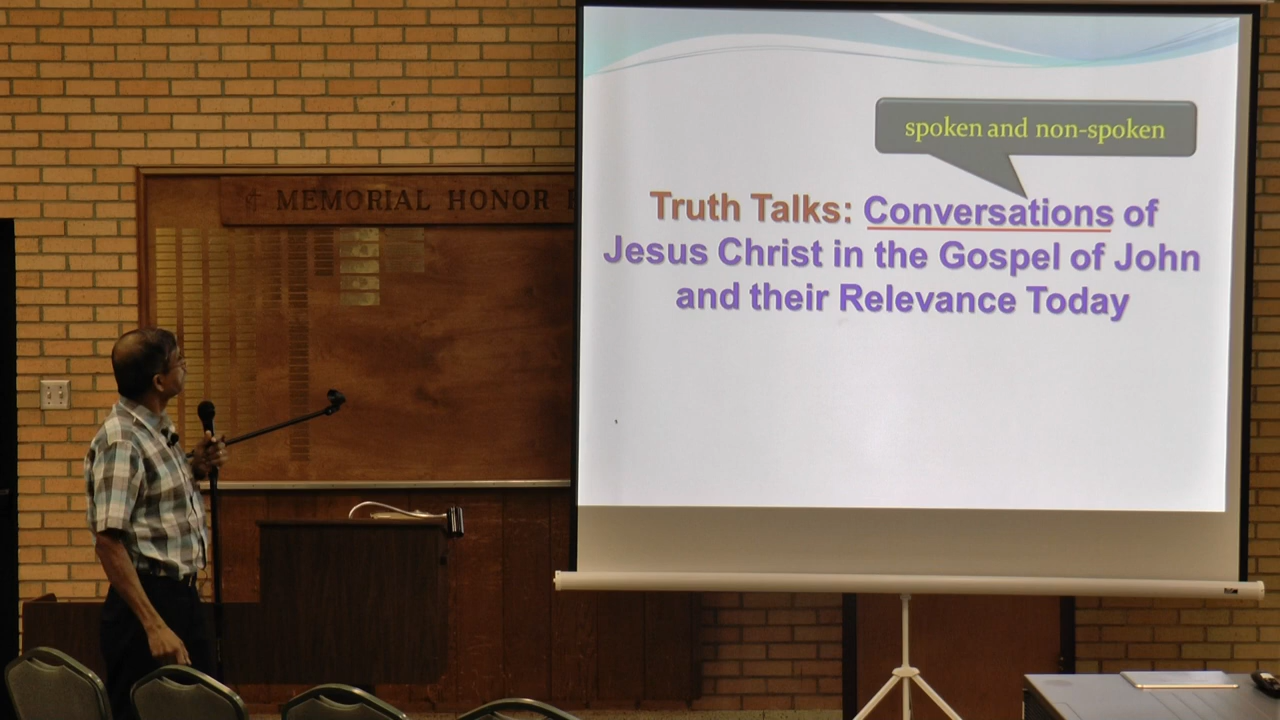 spoken and non-spoken
Truth Talks: Conversations of
Jesus Christ in the Gospel of John
and their Relevance Today
MEMORIAL HONOR